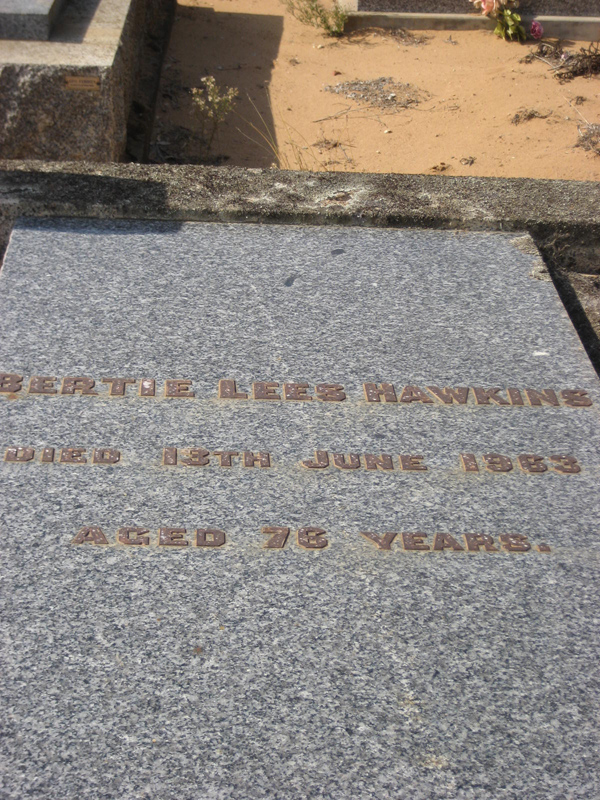 BERTIE LEES HAWKINS
DIED 13TH JUNE 1963
AGED 78 YEARS.